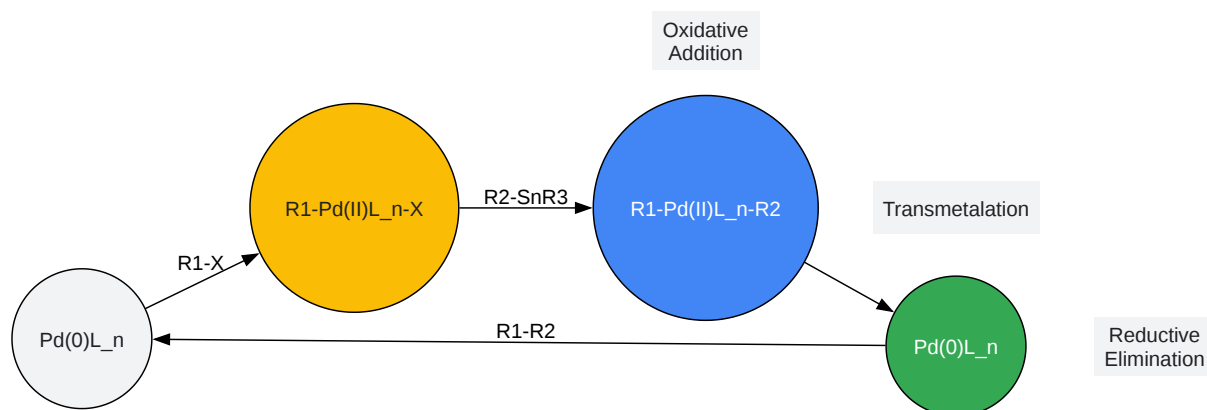 Oxidative
Addition
R1-Pd(II)L_n-X
R2-SnR3
R1-Pd(II)L_n-R2
Transmetalation
R1-X
Pd(0)L_n
R1-R2
Pd(0)L_n
Reductive
Elimination